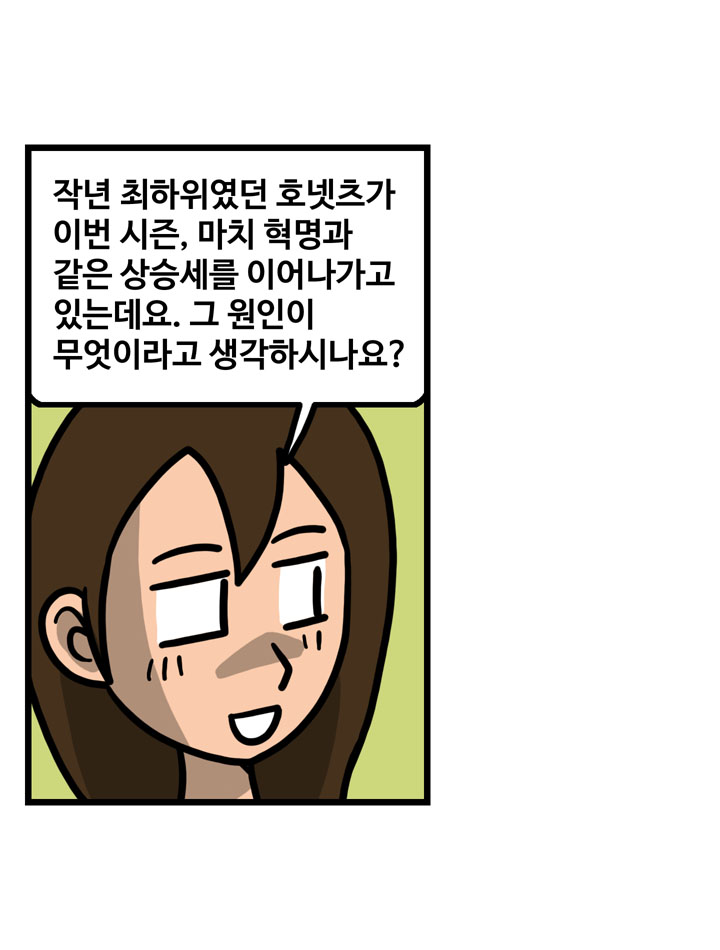 작년 최하위였던 호넷츠가
이번 시즌, 마치 혁명과
같은 상승세를 이어나가고
있는데요. 그 원인이
무엇이라고 생각하시나요?